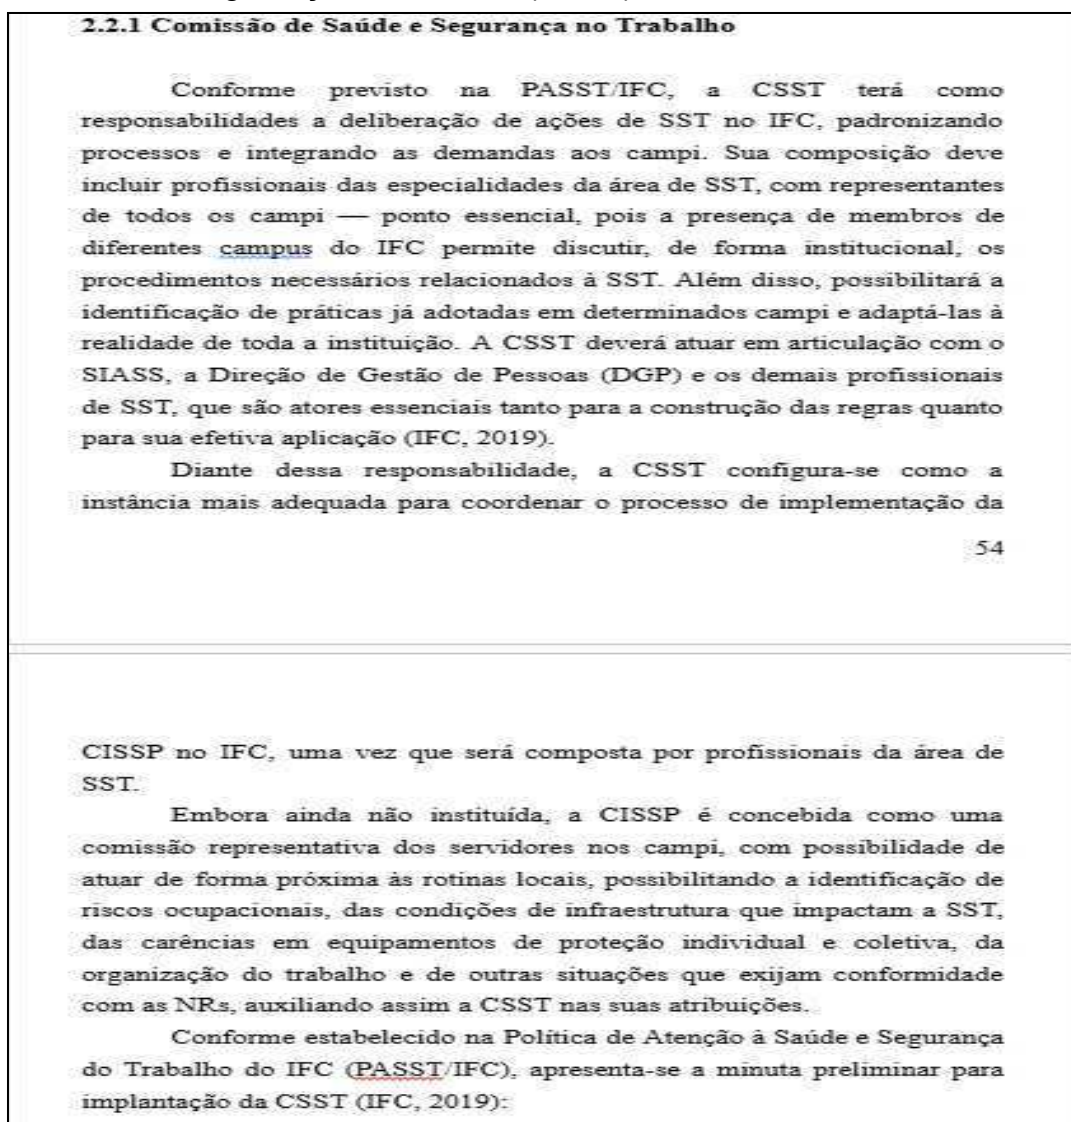 2.2.1 Comissão de Saúde e Segurança no Trabalho
Conforme previsto na PASST/IFC, a CSST terá como
responsabilidades a deliberação de ações de SST no IFC, padronizando
processos e integrando as demandas aos campi. Sua composição deve
incluir profissionais das especialidades da área de SST, com representantes
de todos os campi — ponto essencial, pois a presença de membros de
diferentes campus do IFC permite discutir, de forma institucional, os
procedimentos necessários relacionados à SST. Além disso, possibilitará a
identificação de práticas já adotadas em determinados campi e adaptá-las à
realidade de toda a instituição. A CSST deverá atuar em articulação com o
SIASS, a Direção de Gestão de Pessoas (DGP) e os demais profissionais
de SST, que são atores essenciais tanto para a construção das regras quanto
para sua efetiva aplicação (IFC, 2019).
Diante dessa responsabilidade, a CSST configura-se como a
instância mais adequada para coordenar o processo de implementação da
54
CISSP no IFC, uma vez que será composta por profissionais da área de
SST.
Embora ainda não instituída, a CISSP é concebida como uma
comissão representativa dos servidores nos campi, com possibilidade de
atuar de forma próxima às rotinas locais, possibilitando a identificação de
riscos ocupacionais, das condições de infraestrutura que impactam a SST,
das carências em equipamentos de proteção individual e coletiva, da
organização do trabalho e de outras situações que exijam conformidade
com as NRs, auxiliando assim a CSST nas suas atribuições.
Conforme estabelecido na Política de Atenção à Saúde e Segurança
do Trabalho do IFC (PASST/IFC), apresenta-se a minuta preliminar para
implantação da CSST (IFC, 2019):